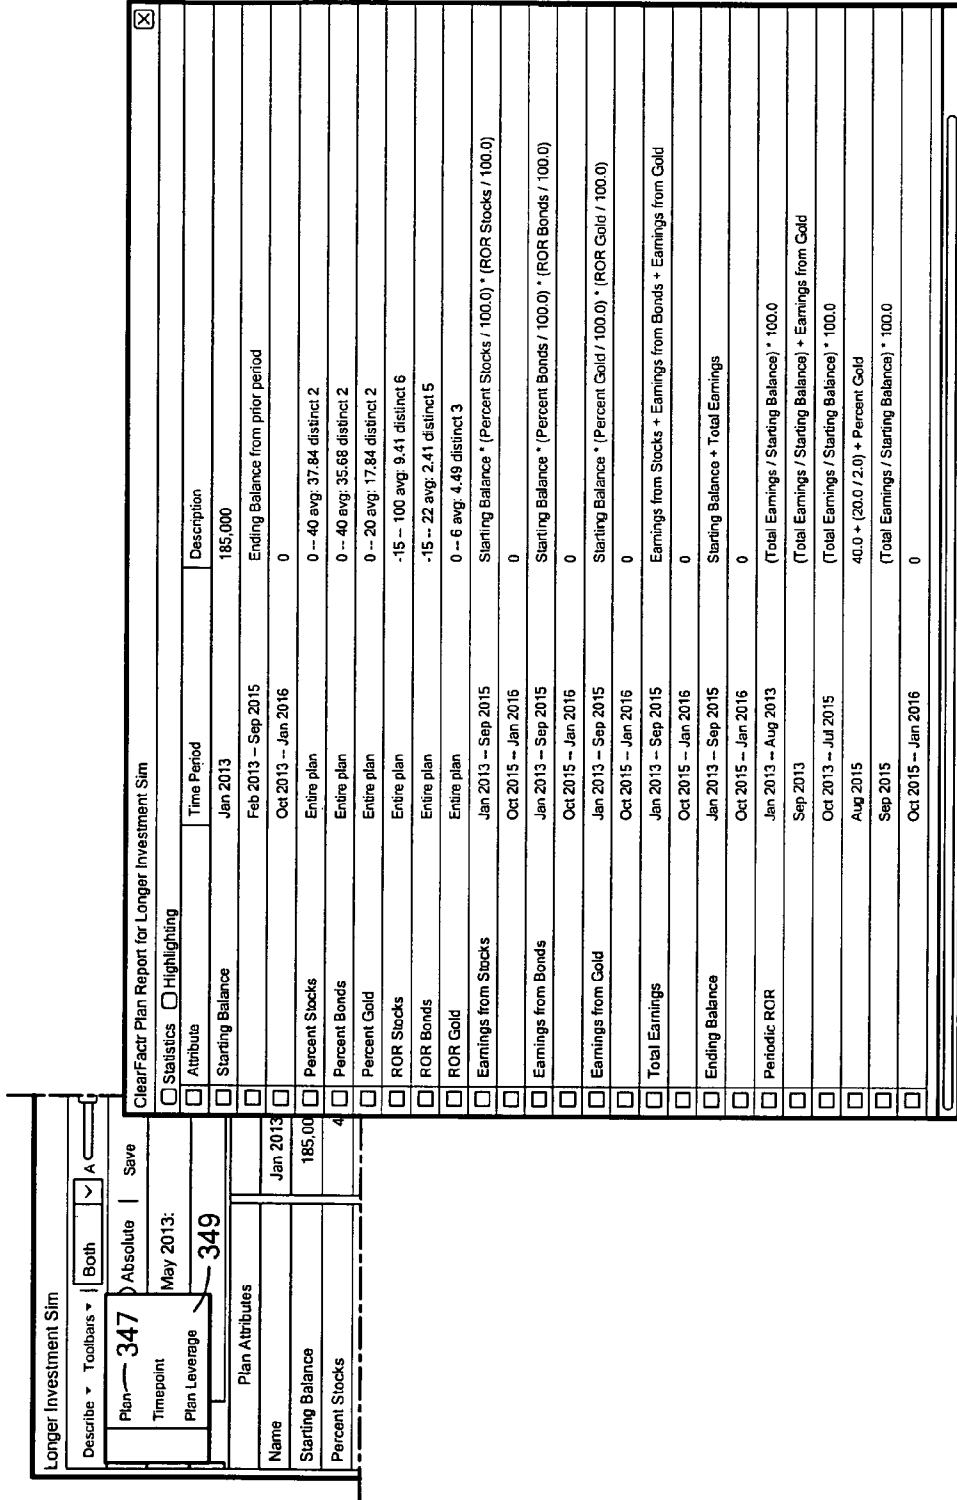 Longer Investment Sim
Describe ▾ Toolbars ▾ | Both A
Plan 347 Absolute | Save
Timepoint May 2013:
Plan Leverage 349
Plan Attributes
Name Jan 2013
Starting Balance 185,00
Percent Stocks 4
ClearFactr Plan Report for Longer Investment Sim
Statistics Highlighting
Attribute Time Period Description
Starting Balance Jan 2013 185,000
Feb 2013 -- Sep 2015 Ending Balance from prior period
Oct 2013 -- Jan 2016 0
Percent Stocks Entire plan 0 -- 40 avg: 37.84 distinct 2
Percent Bonds Entire plan 0 -- 40 avg: 35.68 distinct 2
Percent Gold Entire plan 0 -- 20 avg: 17.84 distinct 2
ROR Stocks Entire plan -15 -- 100 avg: 9.41 distinct 6
ROR Bonds Entire plan -15 -- 22 avg: 2.41 distinct 5
ROR Gold Entire plan 0 -- 6 avg: 4.49 distinct 3
Earnings from Stocks Jan 2013 -- Sep 2015 Starting Balance * (Percent Stocks / 100.0) * (ROR Stocks / 100.0)
Oct 2015 -- Jan 2016 0
Earnings from Bonds Jan 2013 -- Sep 2015 Starting Balance * (Percent Bonds / 100.0) * (ROR Bonds / 100.0)
Oct 2015 -- Jan 2016 0
Earnings from Gold Jan 2013 -- Sep 2015 Starting Balance * (Percent Gold / 100.0) * (ROR Gold / 100.0)
Oct 2015 -- Jan 2016 0
Total Earnings Jan 2013 -- Sep 2015 Earnings from Stocks + Earnings from Bonds + Earnings from Gold
Oct 2015 -- Jan 2016 0
Ending Balance Jan 2013 -- Sep 2015 Starting Balance + Total Earnings
Oct 2015 -- Jan 2016 0
Periodic ROR Jan 2013 -- Aug 2013 (Total Earnings / Starting Balance) * 100.0
Sep 2013 (Total Earnings / Starting Balance) + Earnings from Gold
Oct 2013 -- Jul 2015 (Total Earnings / Starting Balance) * 100.0
Aug 2015 40.0 + (20.0 / 2.0) + Percent Gold
Sep 2015 (Total Earnings / Starting Balance) * 100.0
Oct 2015 -- Jan 2016 0